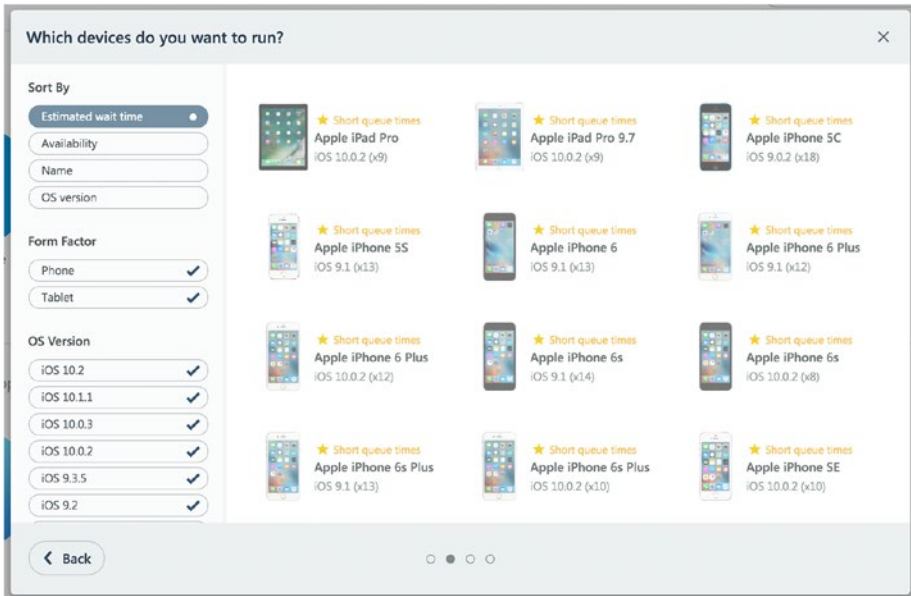 Which devices do you want to run?
Sort By
Estimated wait time
Availability
Name
OS version
Form Factor
Phone
Tablet
OS Version
iOS 10.2
iOS 10.1.1
iOS 10.0.3
iOS 10.0.2
iOS 9.3.5
iOS 9.2
Short queue times
Apple iPad Pro
iOS 10.0.2 (x9)
Short queue times
Apple iPad Pro 9.7
iOS 10.0.2 (x9)
Short queue times
Apple iPhone 5C
iOS 9.0.2 (x18)
Short queue times
Apple iPhone 5S
iOS 9.1 (x13)
Short queue times
Apple iPhone 6
iOS 9.1 (x13)
Short queue times
Apple iPhone 6 Plus
iOS 9.1 (x12)
Short queue times
Apple iPhone 6 Plus
iOS 10.0.2 (x12)
Short queue times
Apple iPhone 6s
iOS 9.1 (x14)
Short queue times
Apple iPhone 6s
iOS 10.0.2 (x8)
Short queue times
Apple iPhone 6s Plus
iOS 9.1 (x13)
Short queue times
Apple iPhone 6s Plus
iOS 10.0.2 (x10)
Short queue times
Apple iPhone SE
iOS 10.0.2 (x10)
Back